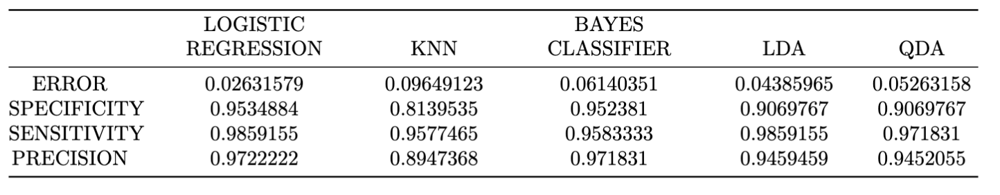 LOGISTIC REGRESSION KNN BAYES CLASSIFIER LDA QDA
ERROR 0.02631579 0.09649123 0.06140351 0.04385965 0.05263158
SPECIFICITY 0.9534884 0.8139535 0.952381 0.9069767 0.9069767
SENSITIVITY 0.9859155 0.9577465 0.9583333 0.9859155 0.971831
PRECISION 0.9722222 0.8947368 0.971831 0.9459459 0.9452055